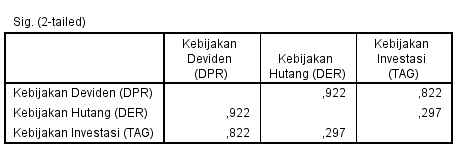 Sig. (2-tailed)
Kebijakan Deviden (DPR) Kebijakan Hutang (DER) Kebijakan Investasi (TAG)
Kebijakan Deviden (DPR) ,922 ,822
Kebijakan Hutang (DER) ,922 ,297
Kebijakan Investasi (TAG) ,822 ,297